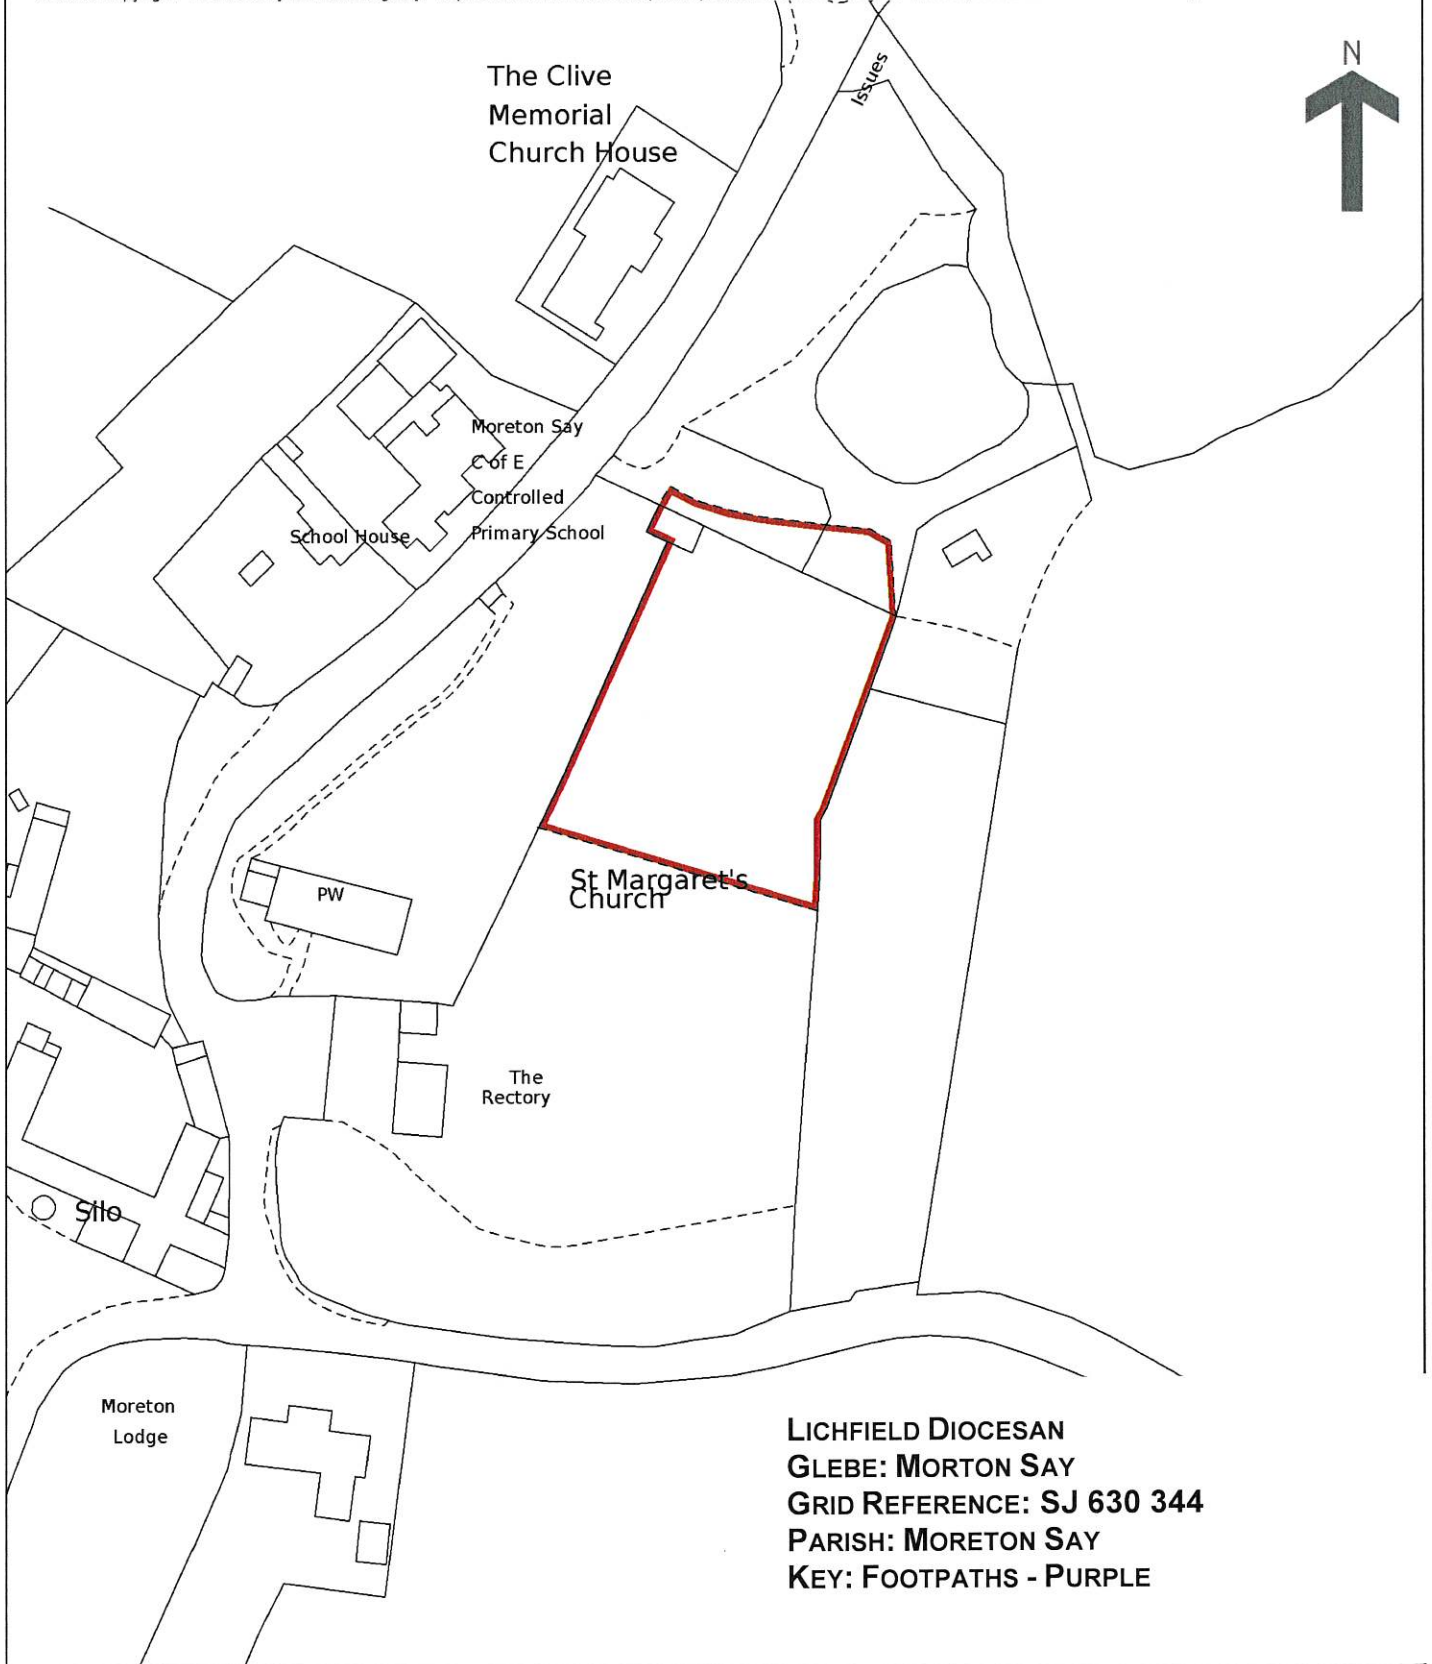 N
Issues
The Clive
Memorial
Church House
Moreton Say
C of E
Controlled
Primary School
School House
St Margaret's
Church
PW
The
Rectory
Silo
Moreton
Lodge
LICHFIELD DIOCESAN
GLEBE: MORTON SAY
GRID REFERENCE: SJ 630 344
PARISH: MORETON SAY
KEY: FOOTPATHS - PURPLE